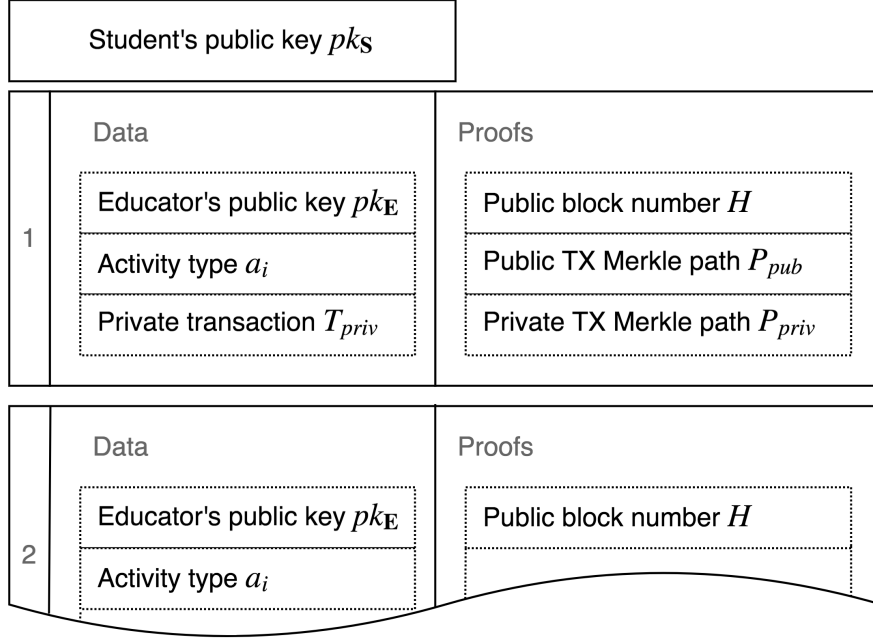 Student's public key pkS
Data
Proofs
1
Educator's public key pkE
Public block number H
Activity type ai
Public TX Merkle path Ppub
Private transaction Tpriv
Private TX Merkle path Ppriv
Data
Proofs
2
Educator's public key pkE
Public block number H
Activity type ai